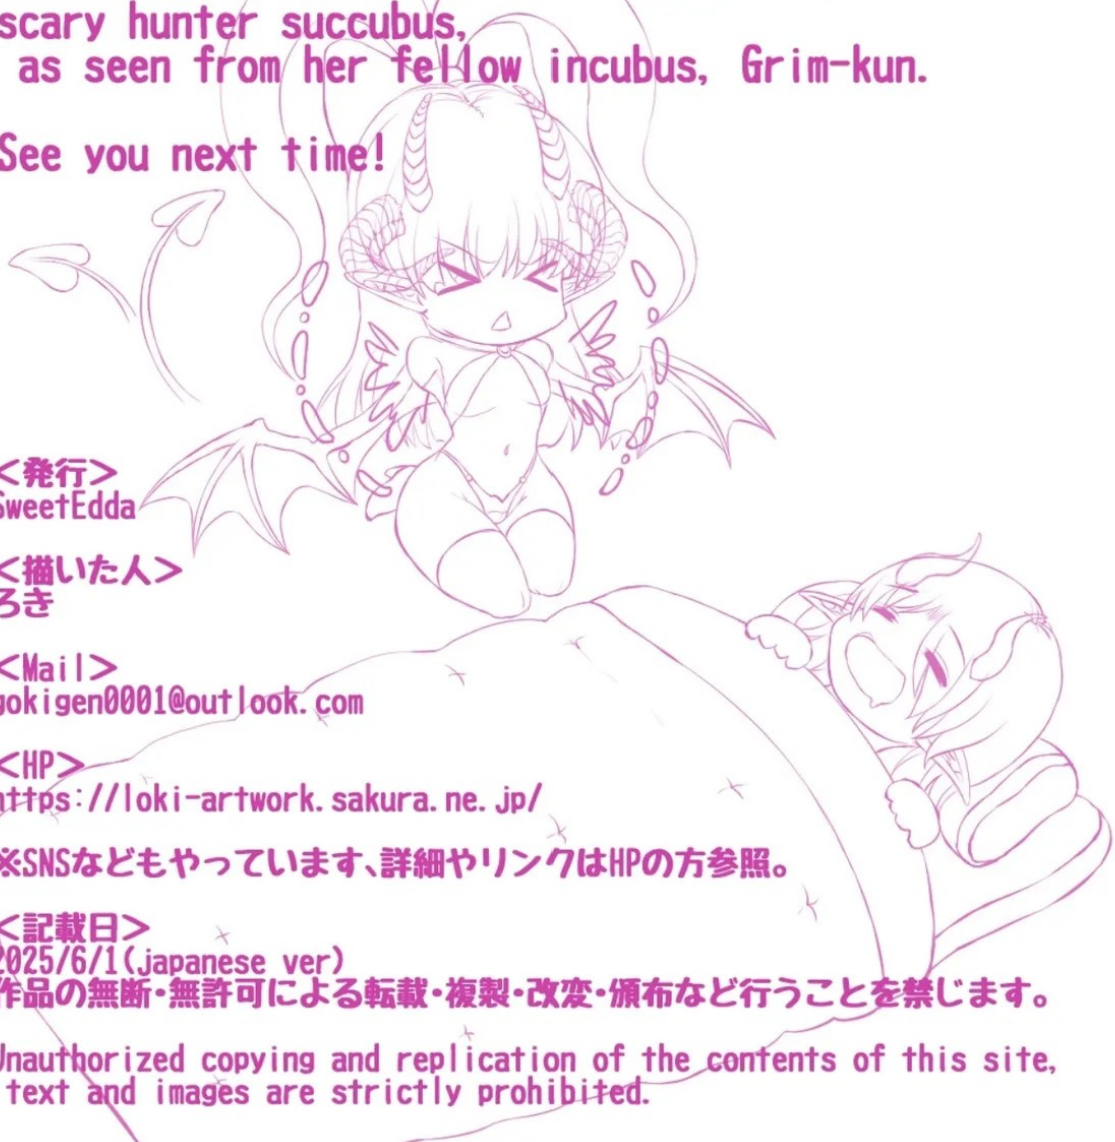 scary hunter succubus,
as seen from her fellow incubus, Grim-kun.
See you next time!
<発行>
SweetEdda
<描いた人>
ろき
<Mail>
gokigen0001@outlook.com
<HP>
https://loki-artwork.sakura.ne.jp/
※SNSなどもやっています、詳細やリンクはHPの方参照。
<記載日>
2025/6/1(japanese ver)
作品の無断・無許可による転載・複製・改変・頒布など行うことを禁じます。
Unauthorized copying and replication of the contents of this site,
text and images are strictly prohibited.